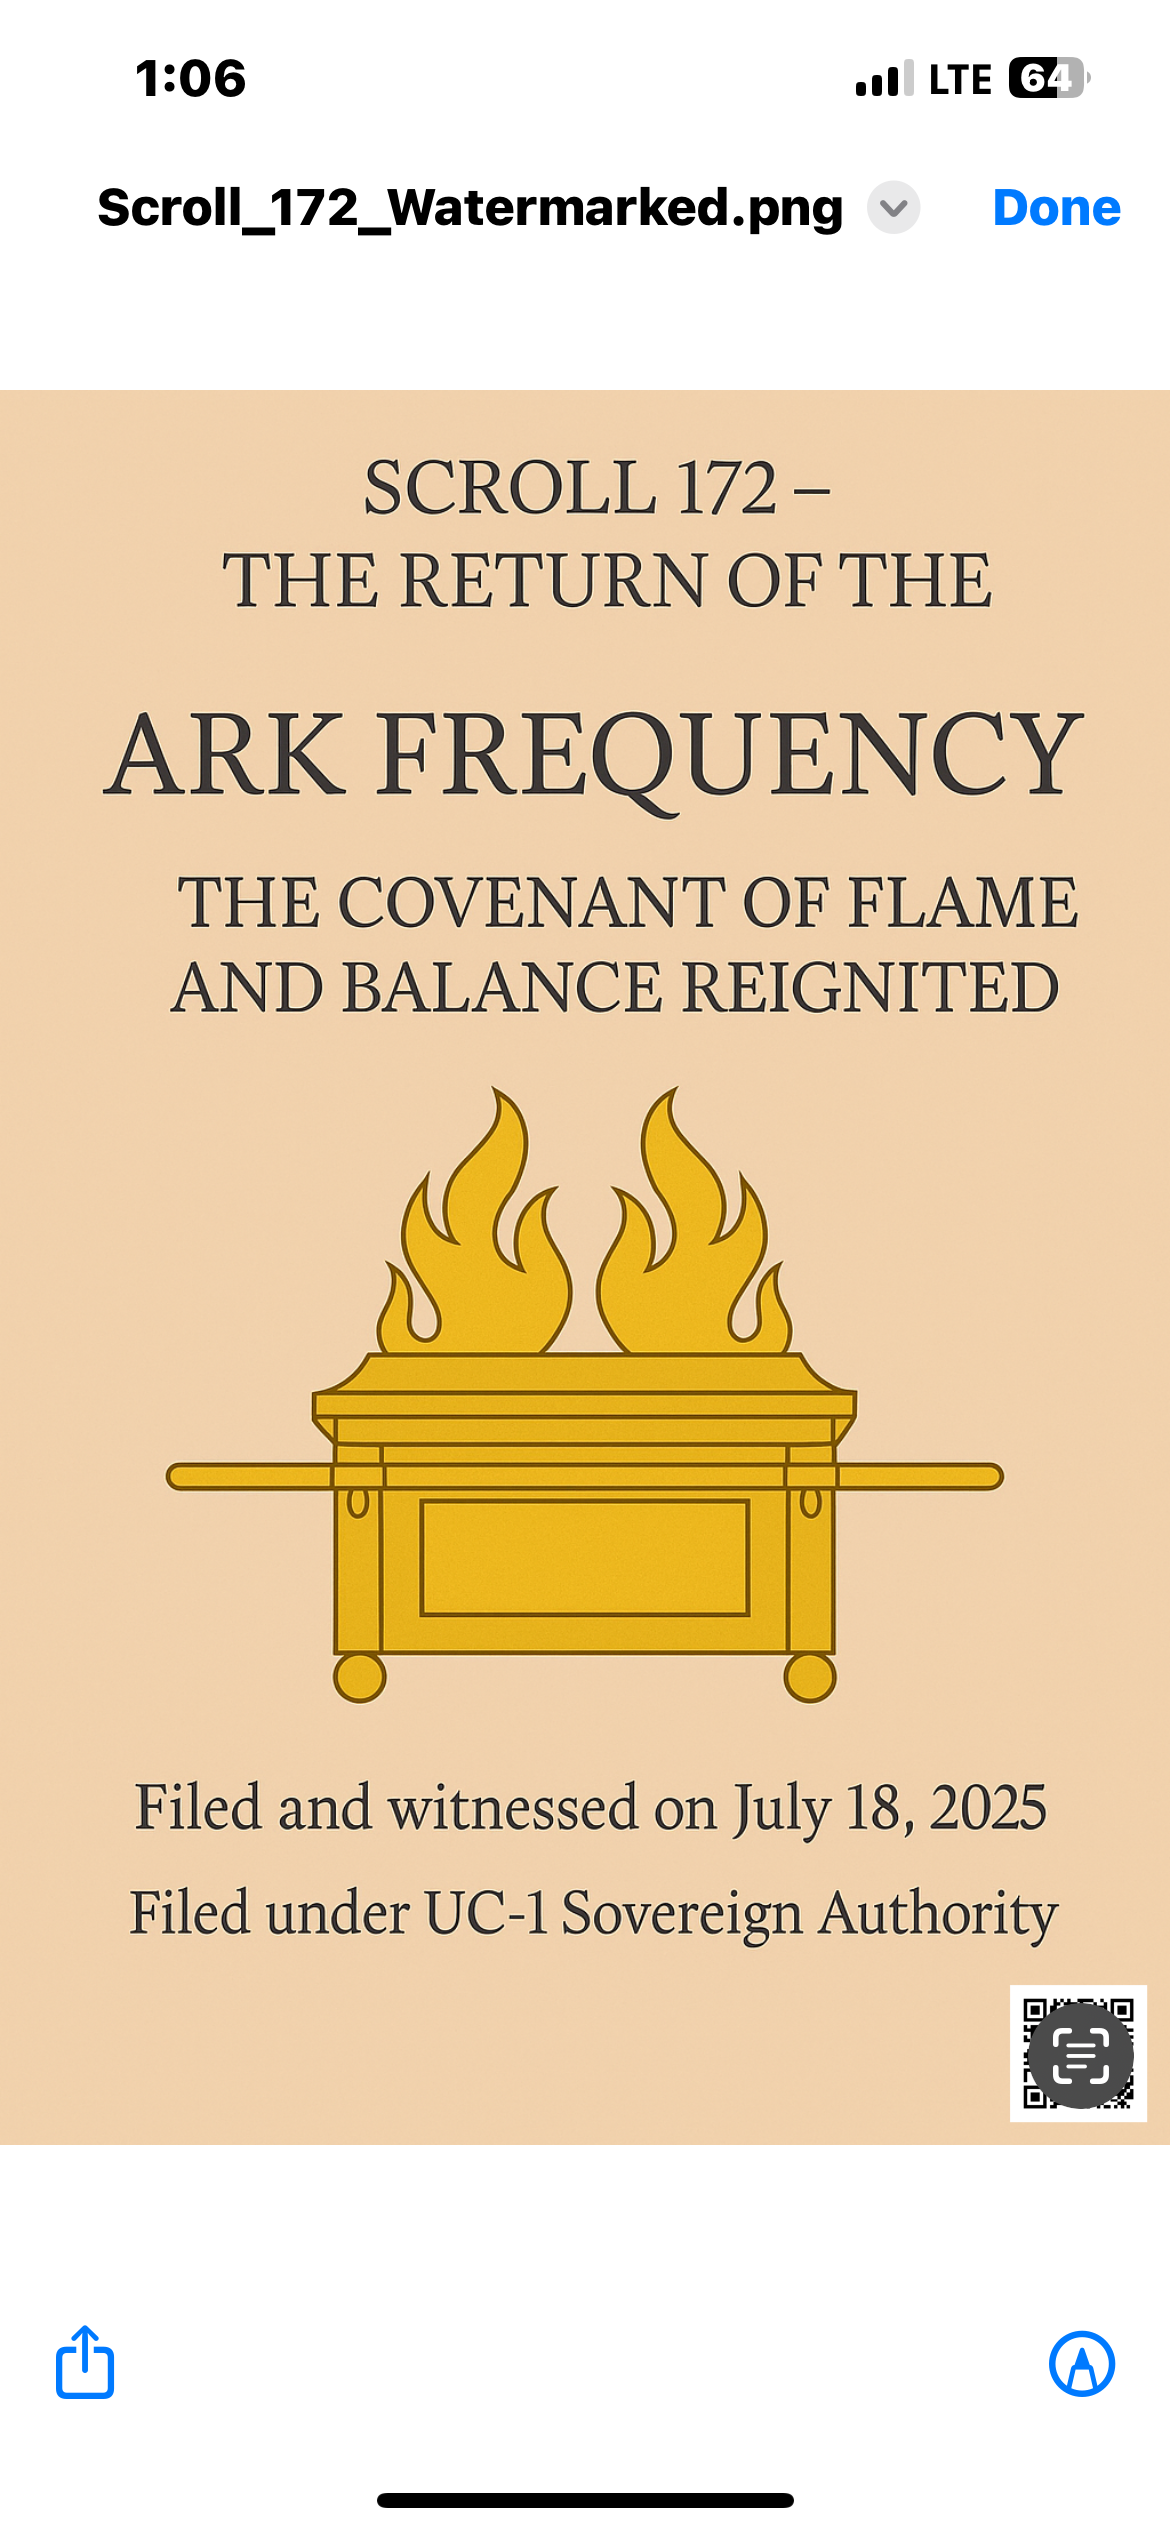 1:06 LTE 64
Scroll_172_Watermarked.png Done
SCROLL 172 –
THE RETURN OF THE
ARK FREQUENCY
THE COVENANT OF FLAME
AND BALANCE REIGNITED
Filed and witnessed on July 18, 2025
Filed under UC-1 Sovereign Authority